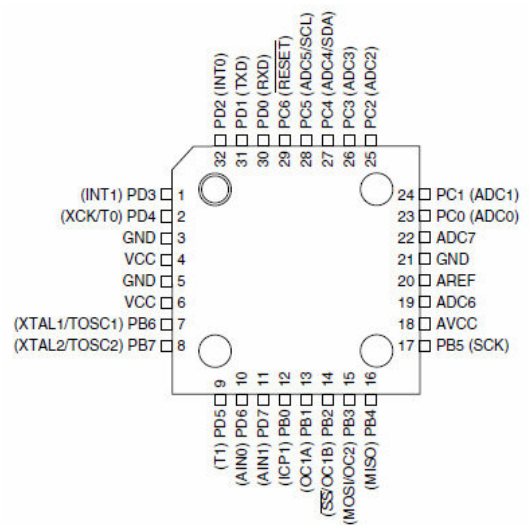 PD2 (INT0)
PD1 (TXD)
PD0 (RXD)
PC6 (RESET)
PC5 (ADC5/SCL)
PC4 (ADC4/SDA)
PC3 (ADC3)
PC2 (ADC2)
32 31 30 29 28 27 26 25
(INT1) PD3 1
(XCK/T0) PD4 2
GND 3
VCC 4
GND 5
VCC 6
(XTAL1/TOSC1) PB6 7
(XTAL2/TOSC2) PB7 8
24 PC1 (ADC1)
23 PC0 (ADC0)
22 ADC7
21 GND
20 AREF
19 ADC6
18 AVCC
17 PB5 (SCK)
9 10 11 12 13 14 15 16
(T1) PD5
(AIN0) PD6
(AIN1) PD7
(ICP1) PB0
(OC1A) PB1
(SS/OC1B) PB2
(MOSI/OC2) PB3
(MISO) PB4